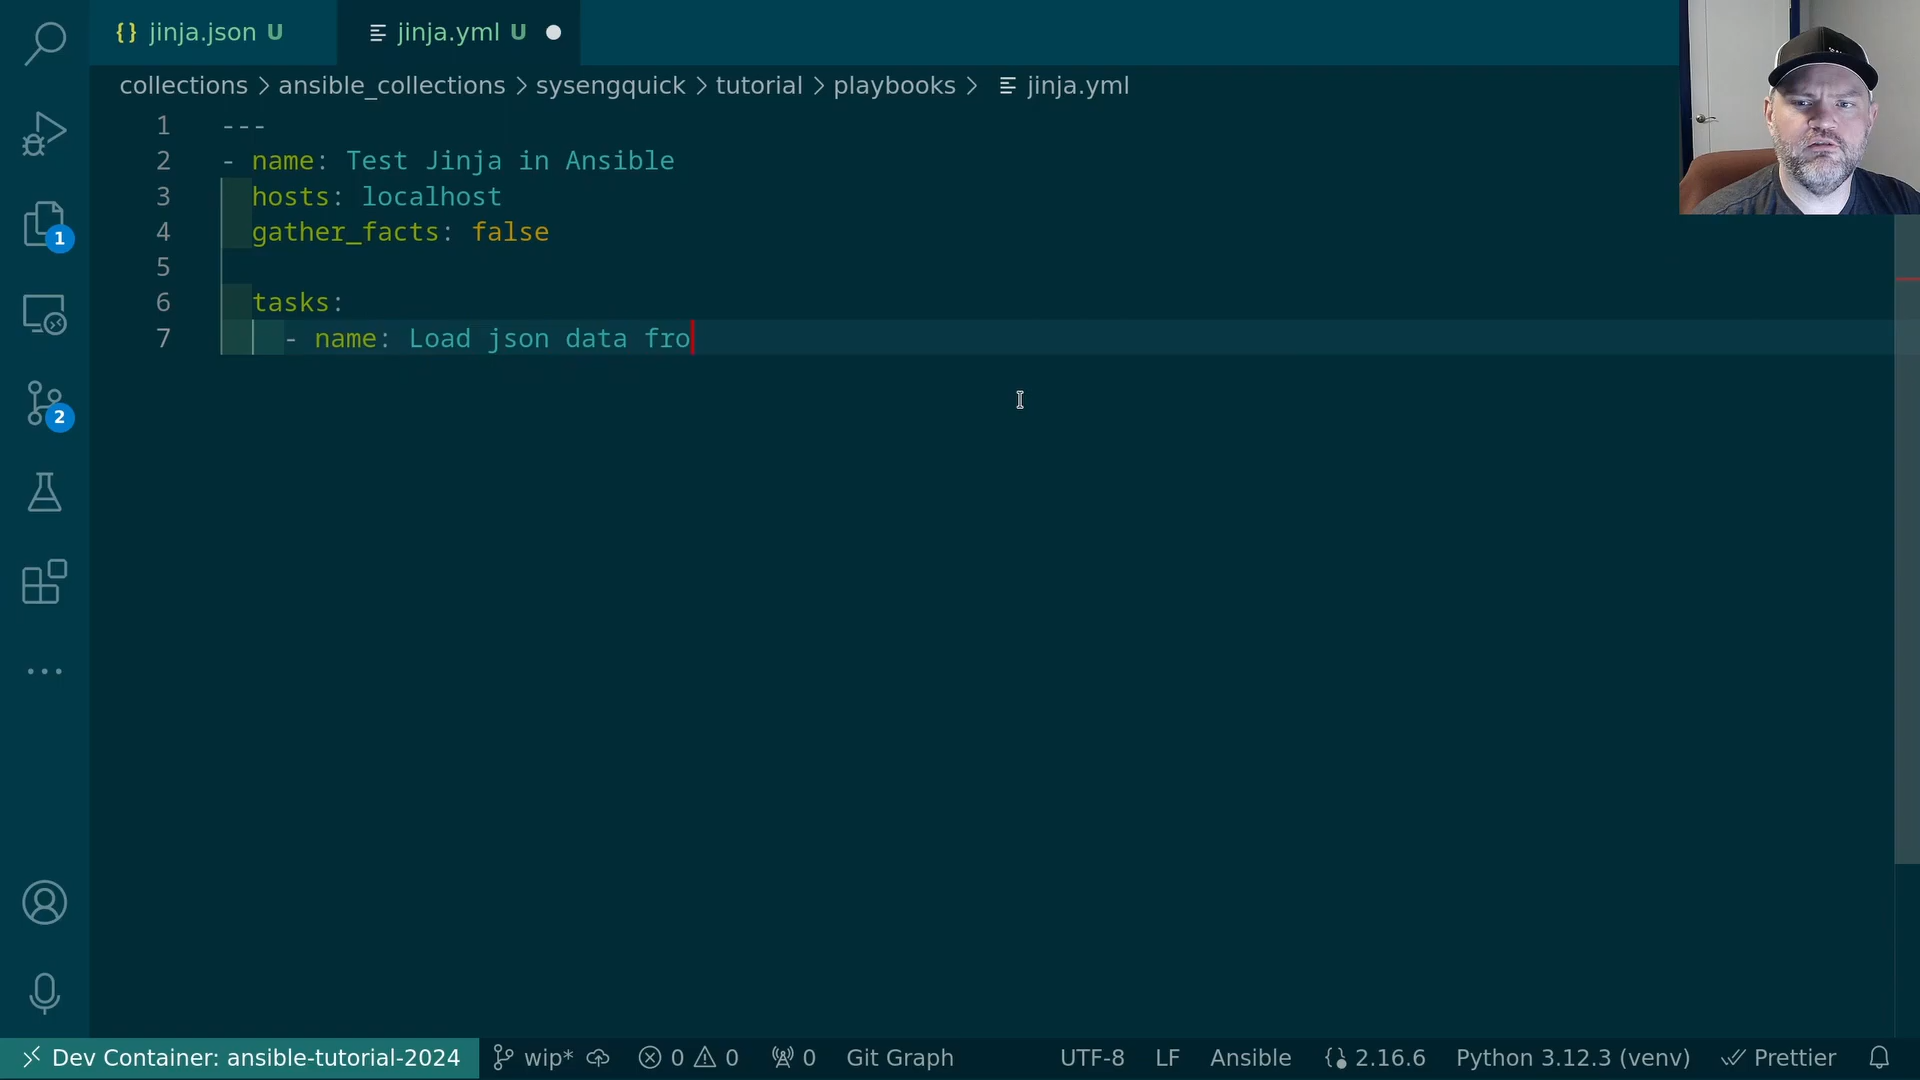 {} jinja.json U
jinja.yml U
collections > ansible_collections > sysengquick > tutorial > playbooks > jinja.yml
1 ---
2 - name: Test Jinja in Ansible
3 hosts: localhost
4 gather_facts: false
5
6 tasks:
7 - name: Load json data fro
1
2
Dev Container: ansible-tutorial-2024 wip* 0 0 0 Git Graph UTF-8 LF Ansible 2.16.6 Python 3.12.3 (venv) Prettier